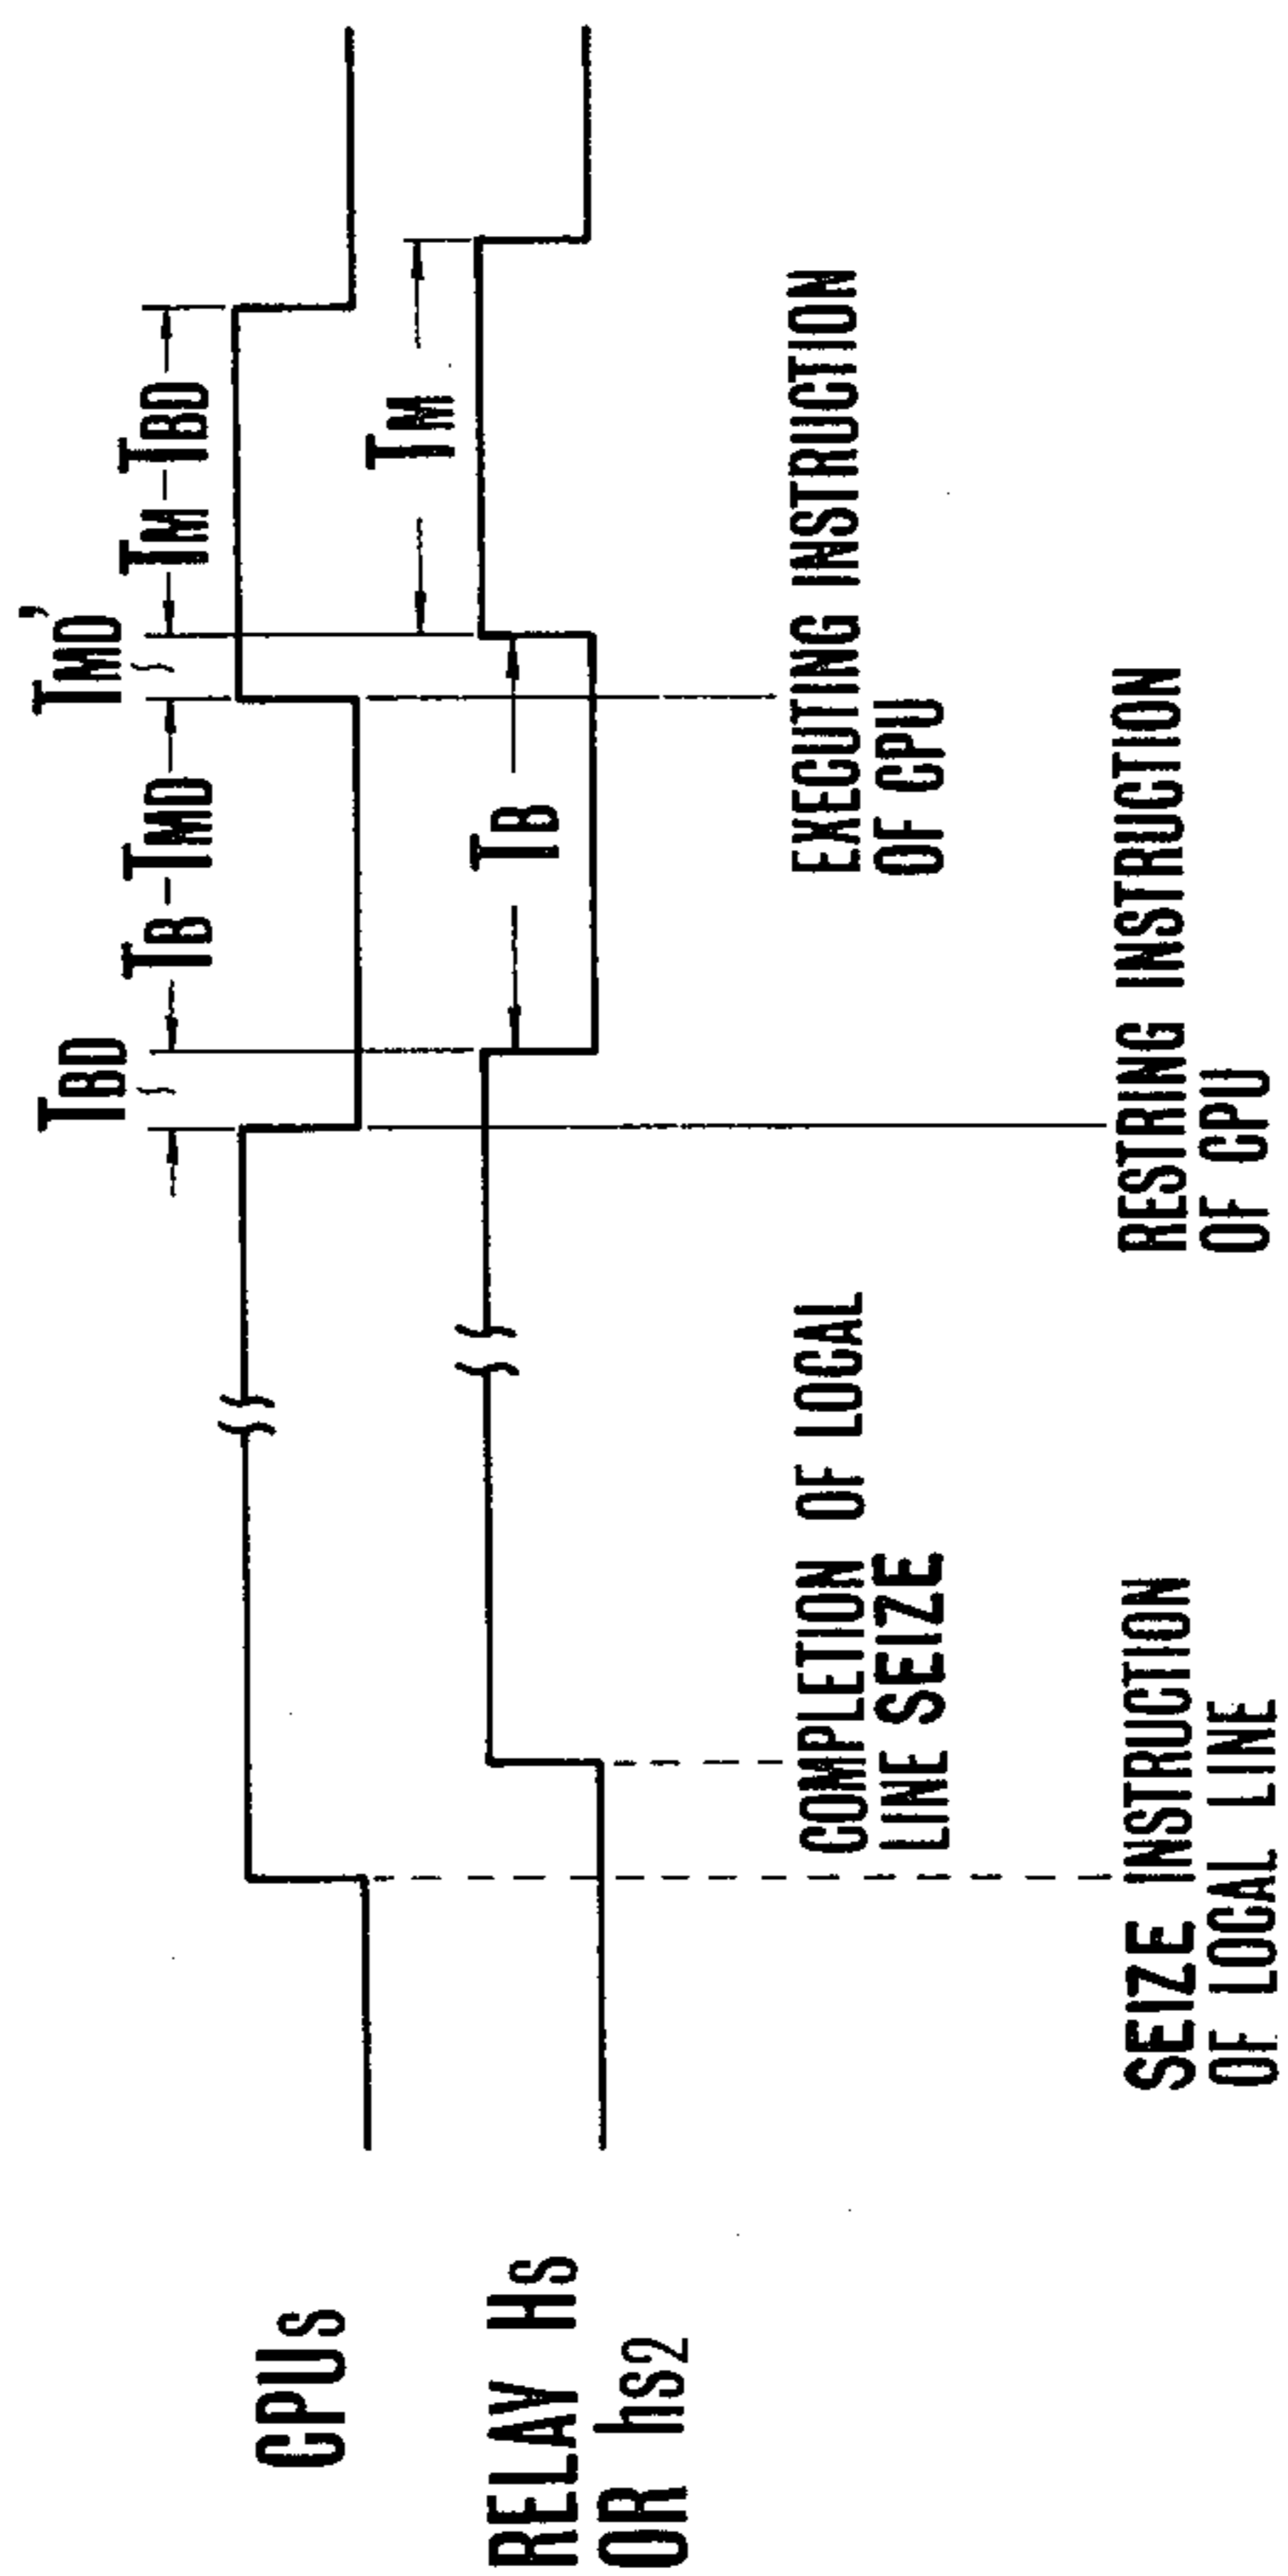 TBD
TB-TMD
TMD'
TM-TBD
CPUS
TM
TB
RELAY HS
OR hS2
COMPLETION OF LOCAL
LINE SEIZE
EXECUTING INSTRUCTION
OF CPU
SEIZE INSTRUCTION
OF LOCAL LINE
RESTRING INSTRUCTION
OF CPU